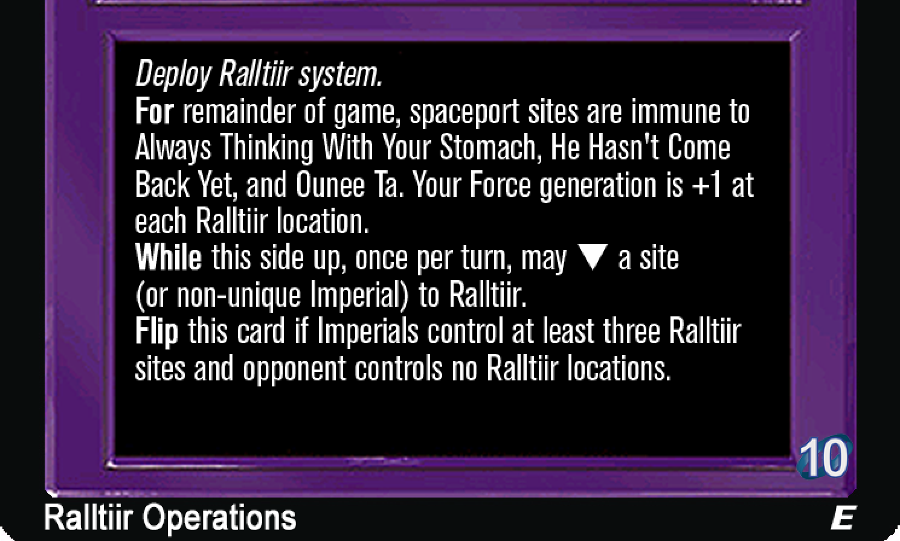 Deploy Ralltiir system.
For remainder of game, spaceport sites are immune to
Always Thinking With Your Stomach, He Hasn't Come
Back Yet, and Ounee Ta. Your Force generation is +1 at
each Ralltiir location.
While this side up, once per turn, may ▼ a site
(or non-unique Imperial) to Ralltiir.
Flip this card if Imperials control at least three Ralltiir
sites and opponent controls no Ralltiir locations.
10
Ralltiir Operations E